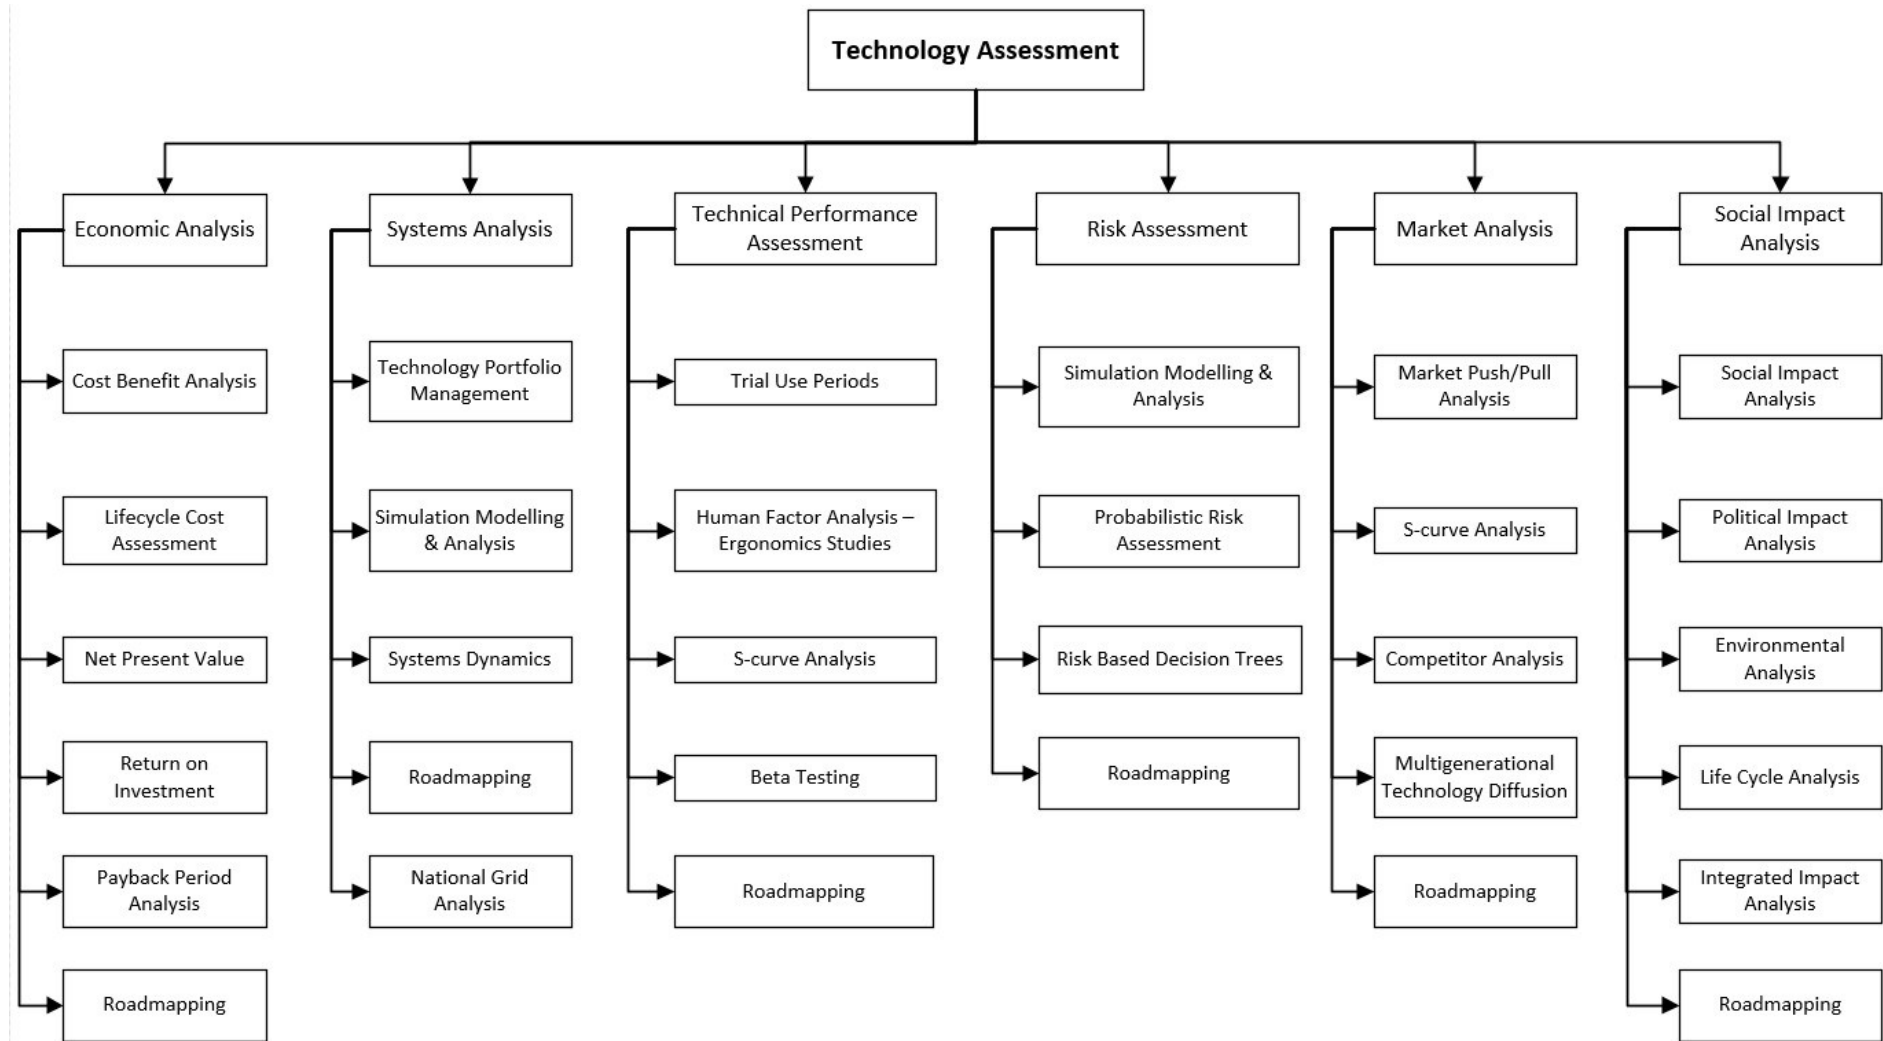 Technology Assessment
Economic Analysis
Cost Benefit Analysis
Lifecycle Cost
Assessment
Net Present Value
Return on
Investment
Payback Period
Analysis
Roadmapping
Systems Analysis
Technology Portfolio
Management
Simulation Modelling
& Analysis
Systems Dynamics
Roadmapping
National Grid
Analysis
Technical Performance
Assessment
Trial Use Periods
Human Factor Analysis –
Ergonomics Studies
S-curve Analysis
Beta Testing
Roadmapping
Risk Assessment
Simulation Modelling &
Analysis
Probabilistic Risk
Assessment
Risk Based Decision Trees
Roadmapping
Market Analysis
Market Push/Pull
Analysis
S-curve Analysis
Competitor Analysis
Multigenerational
Technology Diffusion
Roadmapping
Social Impact
Analysis
Social Impact
Analysis
Political Impact
Analysis
Environmental
Analysis
Life Cycle Analysis
Integrated Impact
Analysis
Roadmapping